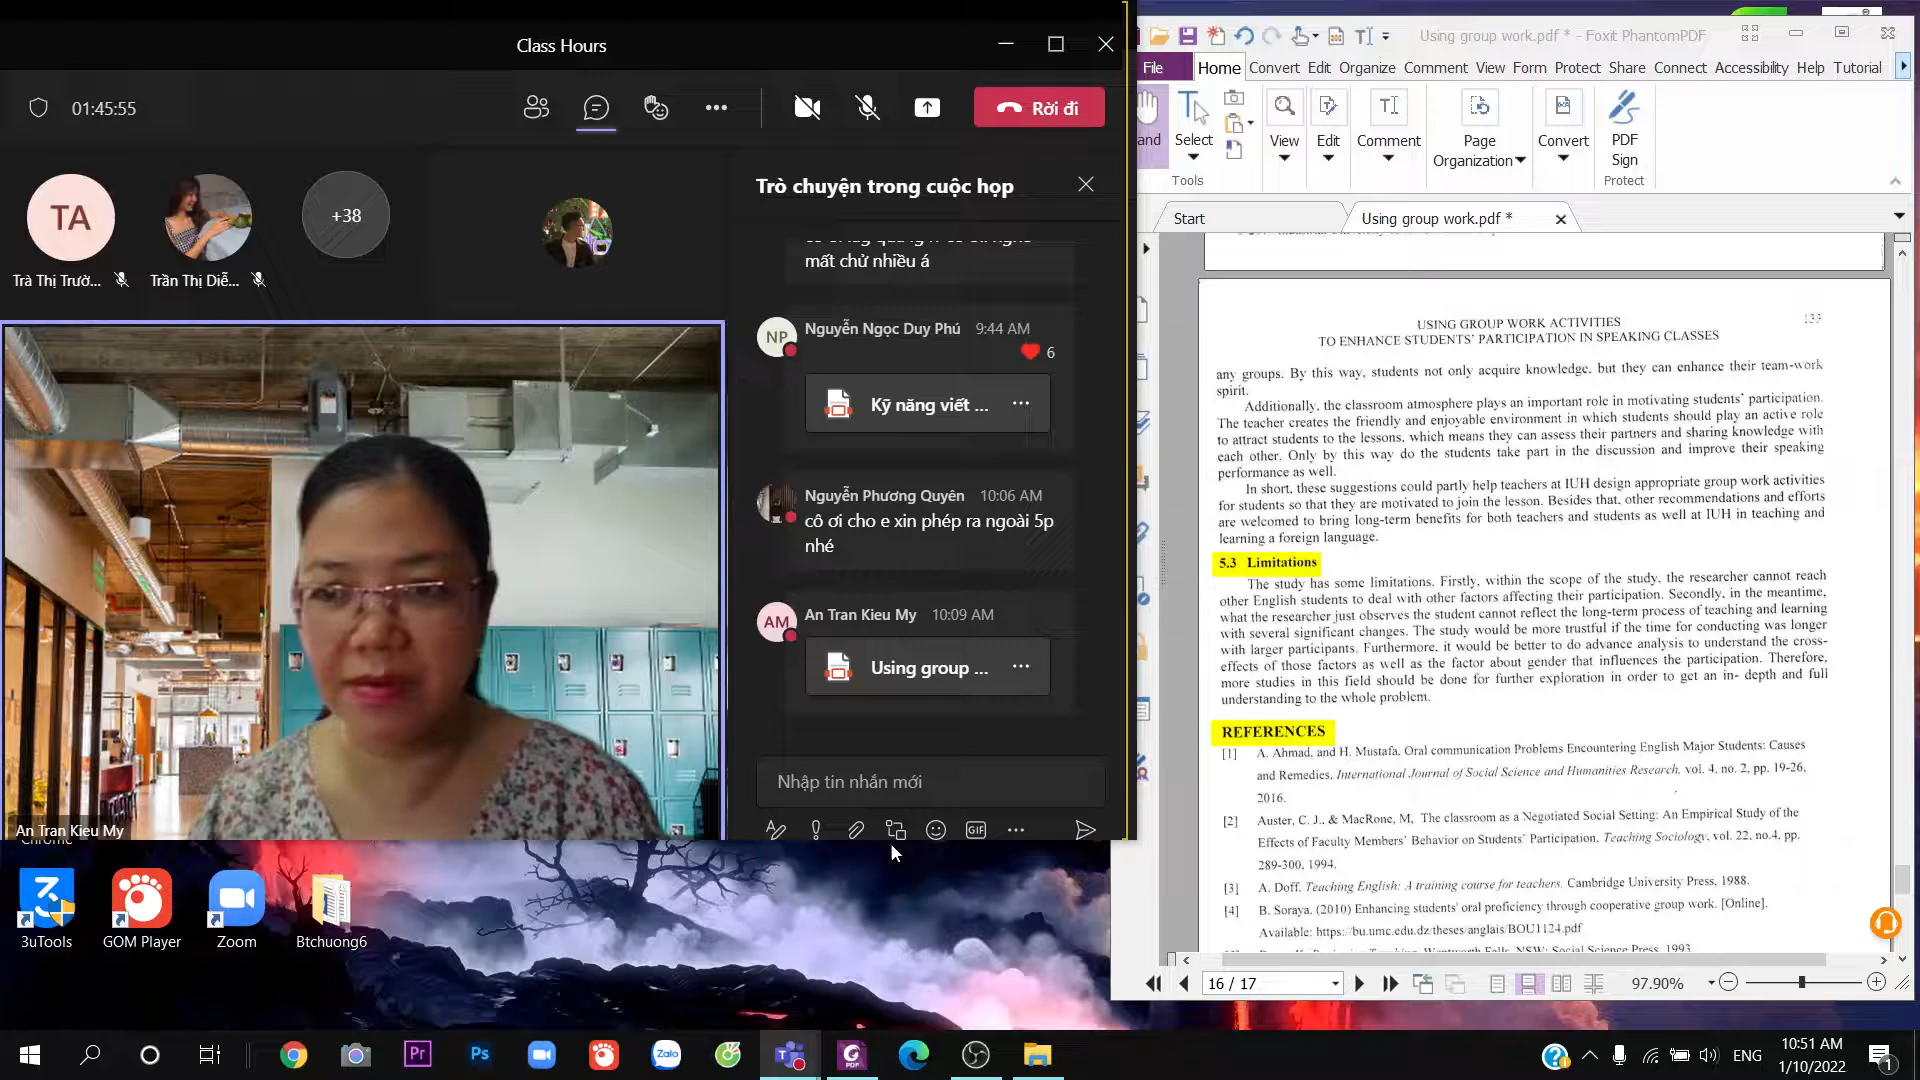 Class Hours
01:45:55
Rời đi
TA
+38
Trà Thị Trườ...
Trần Thị Diễ...
Trò chuyện trong cuộc họp
mất chử nhiều á
NP
Nguyễn Ngọc Duy Phú 9:44 AM
6
Kỹ năng viết ...
Nguyễn Phương Quyên 10:06 AM
cô ơi cho e xin phép ra ngoài 5p
nhé
AM
An Tran Kieu My 10:09 AM
Using group ...
Nhập tin nhắn mới
GIF
An Tran Kieu My
Chrome
3uTools
GOM Player
Zoom
Btchuong6
Using group work.pdf * - Foxit PhantomPDF
File Home Convert Edit Organize Comment View Form Protect Share Connect Accessibility Help Tutorial
Select
View
Edit
Comment
Page
Organization
Convert
PDF
Sign
Tools
Protect
Start
Using group work.pdf *
USING GROUP WORK ACTIVITIES
TO ENHANCE STUDENTS' PARTICIPATION IN SPEAKING CLASSES
any groups. By this way, students not only acquire knowledge, but they can enhance their team-work
spirit.
Additionally, the classroom atmosphere plays an important role in motivating students' participation.
The teacher creates the friendly and enjoyable environment in which students should play an active role
to attract students to the lessons, which means they can assess their partners and sharing knowledge with
each other. Only by this way do the students take part in the discussion and improve their speaking
performance as well.
In short, these suggestions could partly help teachers at IUH design appropriate group work activities
for students so that they are motivated to join the lesson. Besides that, other recommendations and efforts
are welcomed to bring long-term benefits for both teachers and students as well at IUH in teaching and
learning a foreign language.
5.3 Limitations
The study has some limitations. Firstly, within the scope of the study, the researcher cannot reach
other English students to deal with other factors affecting their participation. Secondly, in the meantime,
what the researcher just observes the student cannot reflect the long-term process of teaching and learning
with several significant changes. The study would be more trustful if the time for conducting was longer
with larger participants. Furthermore, it would be better to do advance analysis to understand the cross-
effects of those factors as well as the factor about gender that influences the participation. Therefore,
more studies in this field should be done for further exploration in order to get an in- depth and full
understanding to the whole problem.
REFERENCES
[1] A. Ahmad, and H. Mustafa. Oral communication Problems Encountering English Major Students: Causes
and Remedies. International Journal of Social Science and Humanities Research, vol. 4, no. 2, pp. 19-26,
2016.
[2] Auster, C. J., & MacRone, M, The classroom as a Negotiated Social Setting: An Empirical Study of the
Effects of Faculty Members' Behavior on Students' Participation, Teaching Sociology, vol. 22, no.4, pp.
289-300, 1994.
[3] A. Doff. Teaching English: A training course for teachers. Cambridge University Press, 1988.
[4] B. Soraya. (2010) Enhancing students' oral proficiency through cooperative group work. [Online].
Available: https://bu.umc.edu.dz/theses/anglais/BOU1124.pdf
16 / 17
97.90%
Pr
Ps
Zalo
ENG
10:51 AM
1/10/2022
1